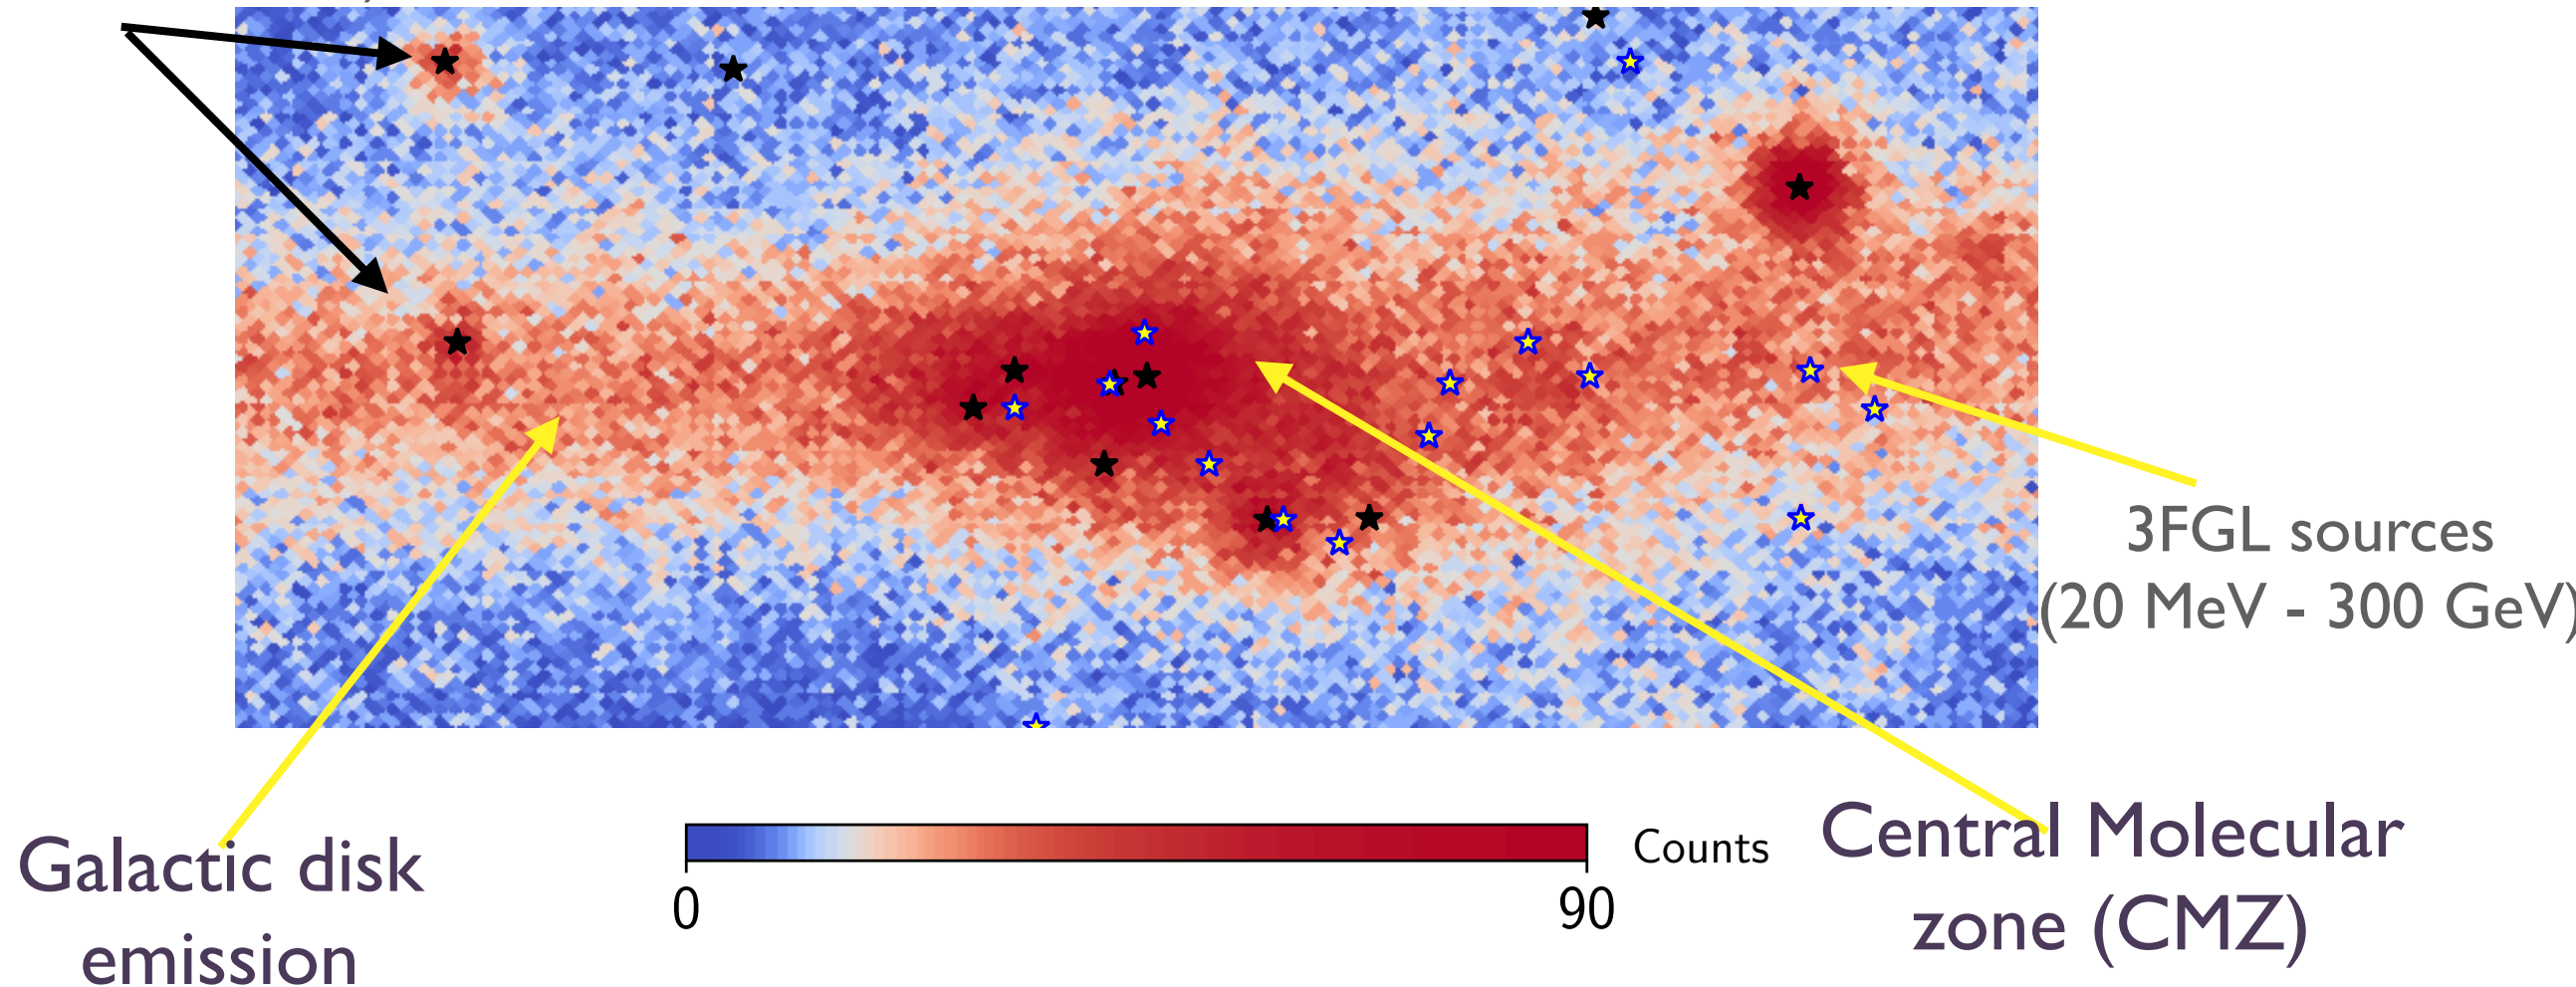 3FGL sources
(20 MeV - 300 GeV)
Counts
0
90
Galactic disk
emission
Central Molecular
zone (CMZ)